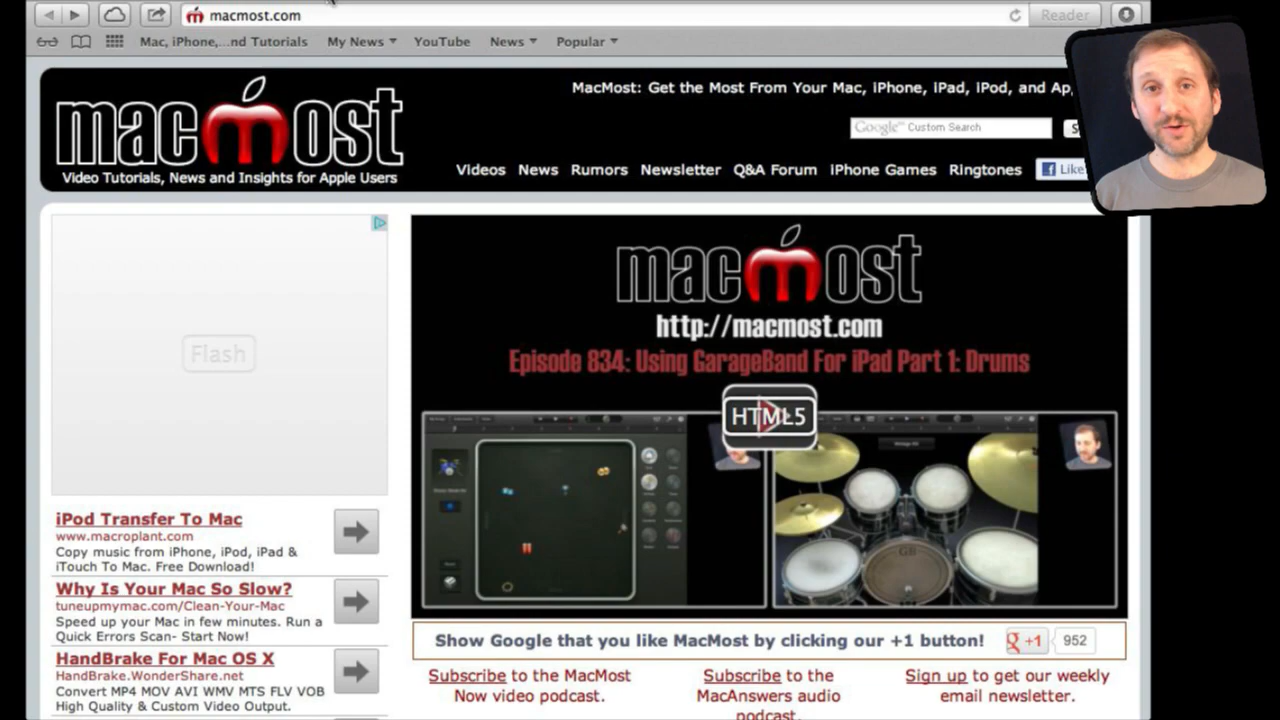 macmost.com
Reader
Mac, iPhone,...nd Tutorials
My News
YouTube
News
Popular
macmost
Video Tutorials, News and Insights for Apple Users
MacMost: Get the Most From Your Mac, iPhone, iPad, iPod, and
Google™ Custom Search
Videos
News
Rumors
Newsletter
Q&A Forum
iPhone Games
Ringtones
Like
Flash
macmost
http://macmost.com
Episode 834: Using GarageBand For iPad Part 1: Drums
HTML5
GB
iPod Transfer To Mac
www.macroplant.com
Copy music from iPhone, iPod, iPad &
iTouch To Mac. Free Download!
Why Is Your Mac So Slow?
tuneupmymac.com/Clean-Your-Mac
Speed up your Mac in few minutes. Run a
Quick Errors Scan- Start Now!
HandBrake For Mac OS X
HandBrake.WonderShare.net
Convert MP4 MOV AVI WMV MTS FLV VOB
High Quality & Custom Video Output.
Show Google that you like MacMost by clicking our +1 button!
g +1
952
Subscribe to the MacMost
Now video podcast.
Subscribe to the
MacAnswers audio
podcast.
Sign up to get our weekly
email newsletter.